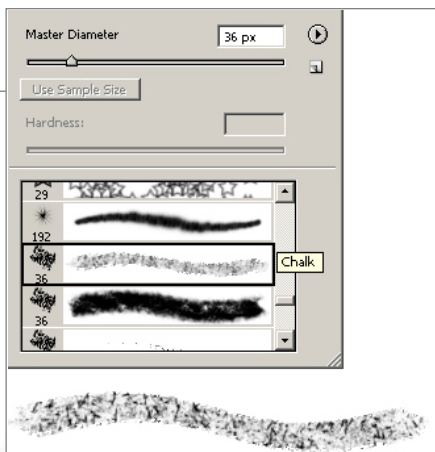 Master Diameter
36 px
Use Sample Size
Hardness:
29
192
36
Chalk
36